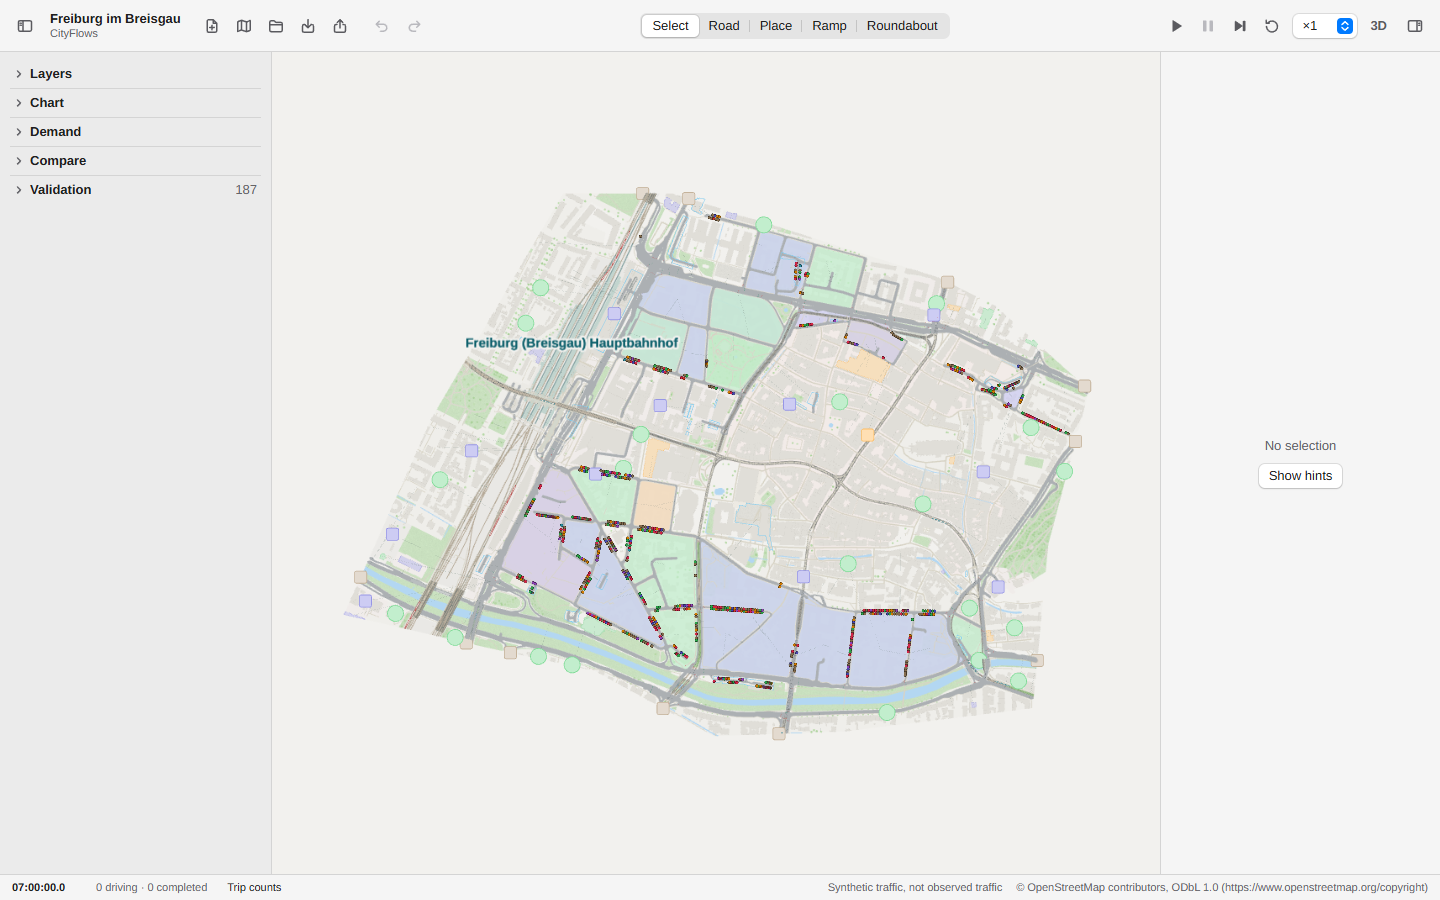 Freiburg im Breisgau
CityFlows
Select
Road
Place
Ramp
Roundabout
×1
3D
Layers
Chart
Demand
Compare
Validation 187
Freiburg (Breisgau) Hauptbahnhof
No selection
Show hints
07:00:00.0
0 driving · 0 completed
Trip counts
Synthetic traffic, not observed traffic
© OpenStreetMap contributors, ODbL 1.0 (https://www.openstreetmap.org/copyright)